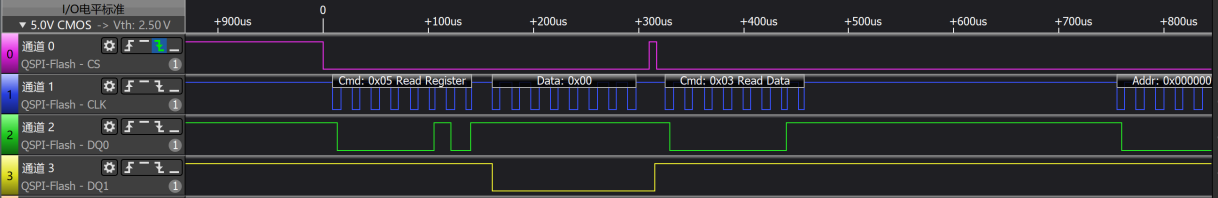 I/O电平标准
▼ 5.0V CMOS -> Vth: 2.50 V
+900us 0 +100us +200us +300us +400us +500us +600us +700us +800us
0 通道 0
QSPI-Flash - CS 1
1 通道 1
QSPI-Flash - CLK 1
Cmd: 0x05 Read Register Data: 0x00 Cmd: 0x03 Read Data Addr: 0x000000
2 通道 2
QSPI-Flash - DQ0 1
3 通道 3
QSPI-Flash - DQ1 1